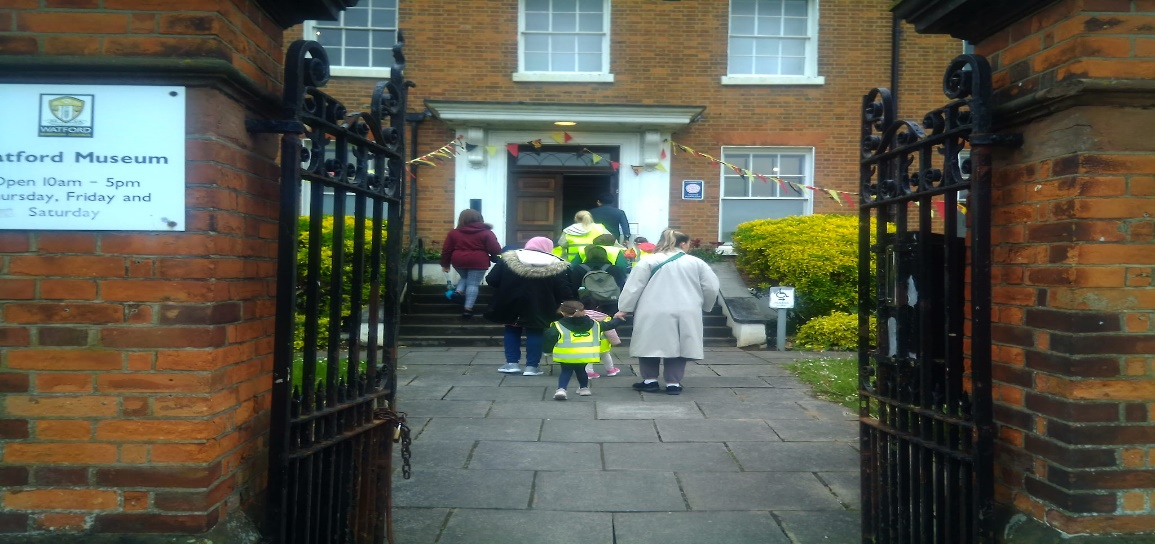 WATFORD
atford Museum
Open 10am - 5pm
ursday, Friday and
Saturday